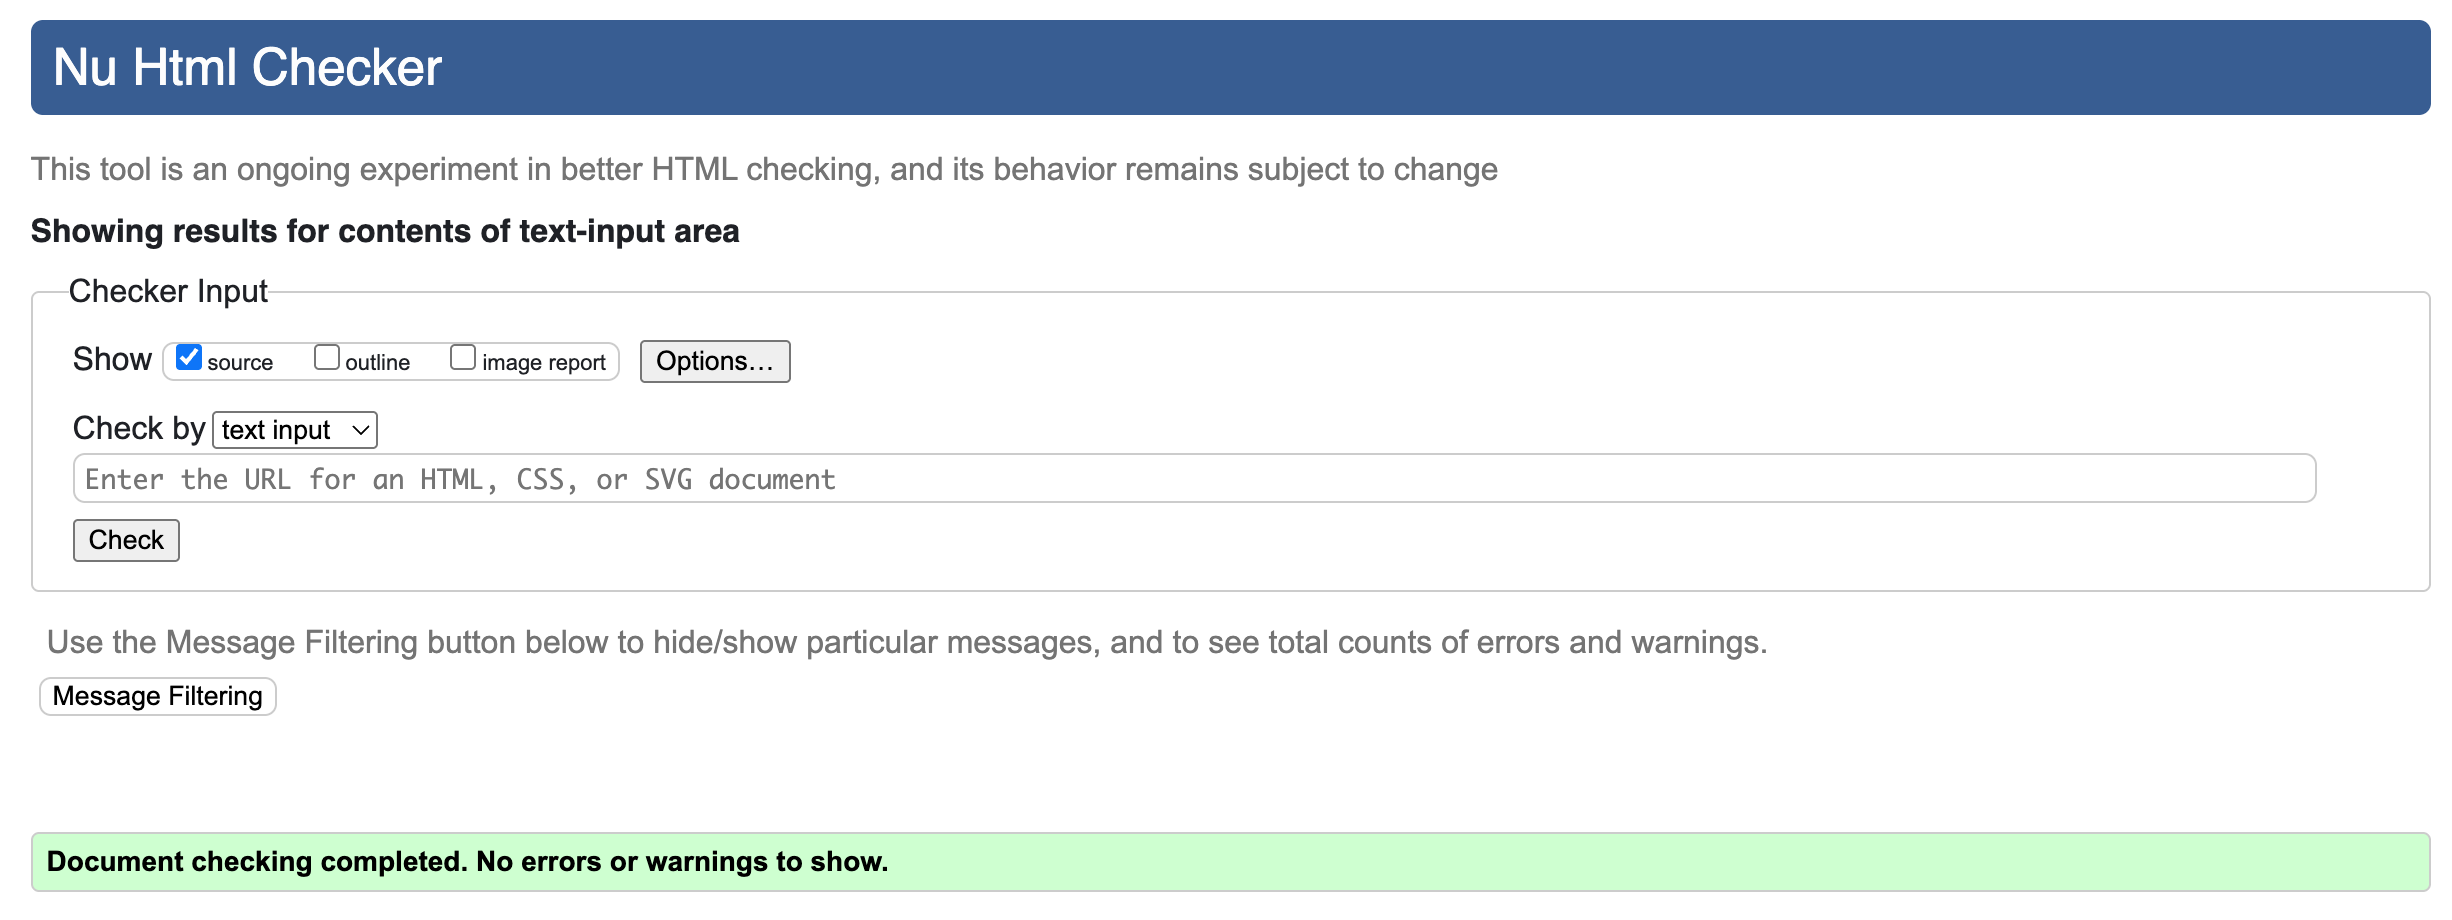 Nu Html Checker
This tool is an ongoing experiment in better HTML checking, and its behavior remains subject to change
Showing results for contents of text-input area
Checker Input
Show source outline image report Options…
Check by text input
Enter the URL for an HTML, CSS, or SVG document
Check
Use the Message Filtering button below to hide/show particular messages, and to see total counts of errors and warnings.
Message Filtering
Document checking completed. No errors or warnings to show.